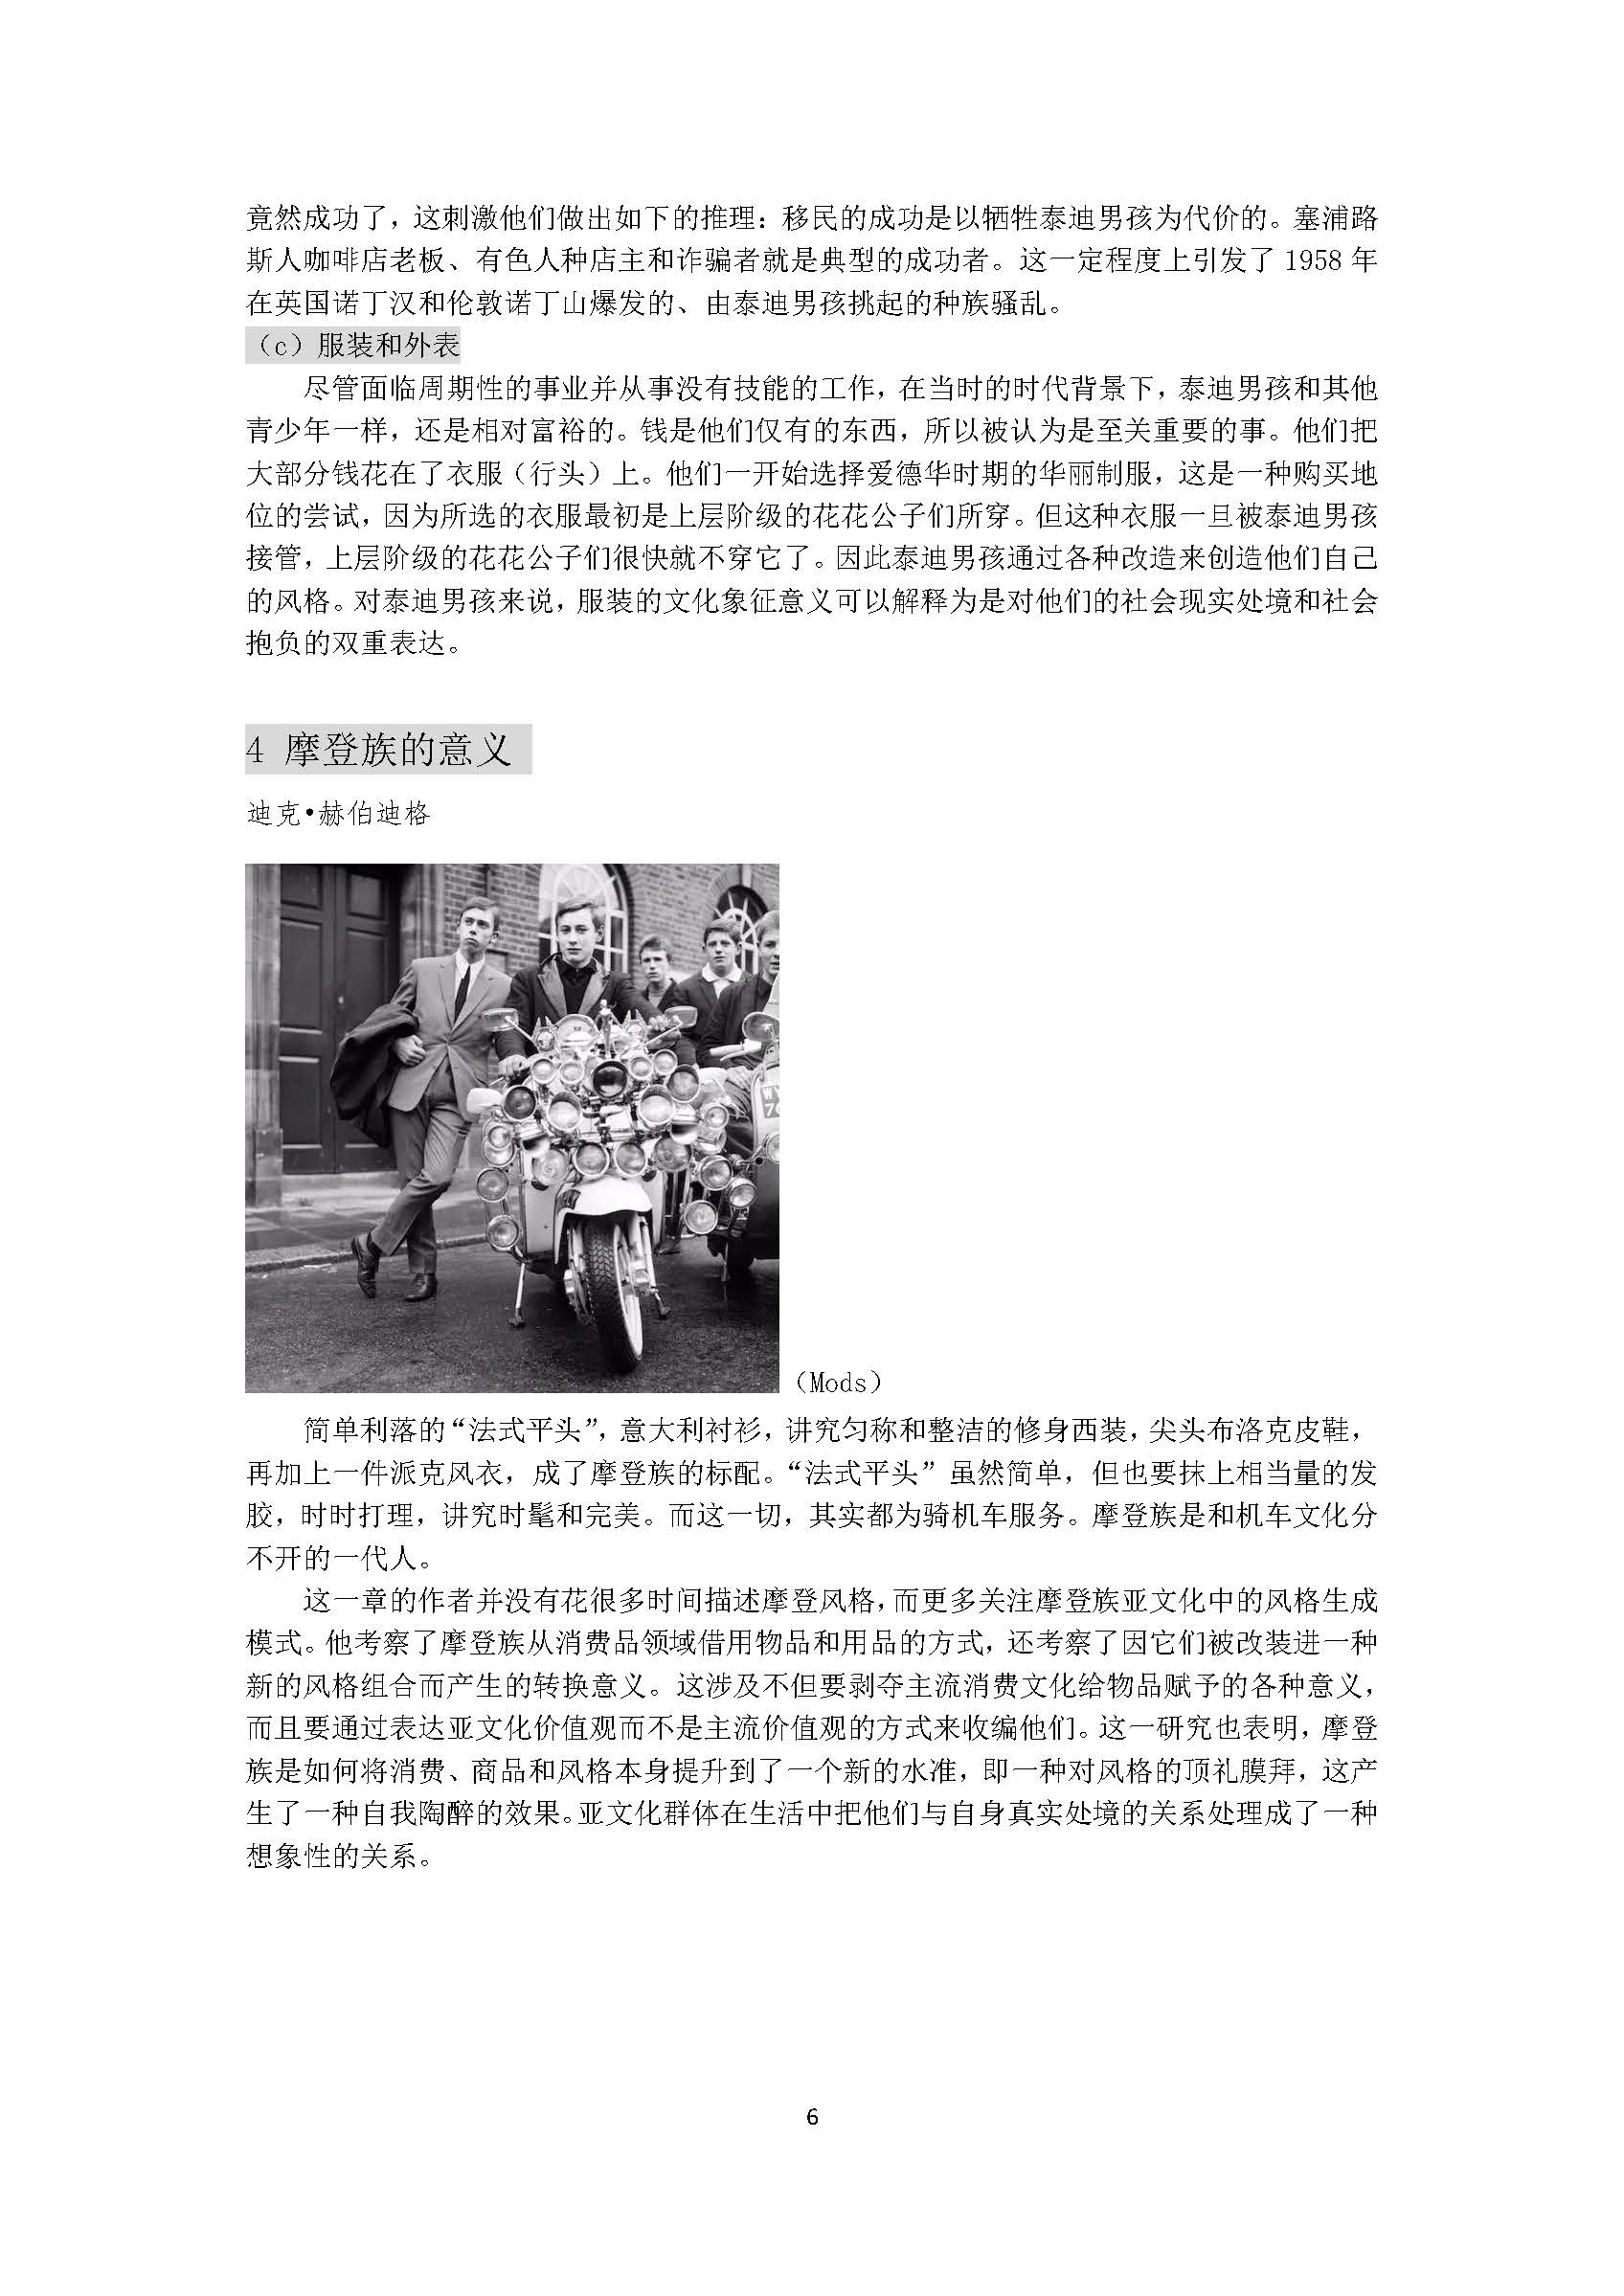 竟然成功了，这刺激他们做出如下的推理：移民的成功是以牺牲泰迪男孩为代价的。塞浦路
斯人咖啡店老板、有色人种店主和诈骗者就是典型的成功者。这一定程度上引发了 1958 年
在英国诺丁汉和伦敦诺丁山爆发的、由泰迪男孩挑起的种族骚乱。
（c）服装和外表
尽管面临周期性的事业并从事没有技能的工作，在当时的时代背景下，泰迪男孩和其他
青少年一样，还是相对富裕的。钱是他们仅有的东西，所以被认为是至关重要的事。他们把
大部分钱花在了衣服（行头）上。他们一开始选择爱德华时期的华丽制服，这是一种购买地
位的尝试，因为所选的衣服最初是上层阶级的花花公子们所穿。但这种衣服一旦被泰迪男孩
接管，上层阶级的花花公子们很快就不穿它了。因此泰迪男孩通过各种改造来创造他们自己
的风格。对泰迪男孩来说，服装的文化象征意义可以解释为是对他们的社会现实处境和社会
抱负的双重表达。
4 摩登族的意义
迪克•赫伯迪格
（Mods）
简单利落的“法式平头”，意大利衬衫，讲究匀称和整洁的修身西装，尖头布洛克皮鞋，
再加上一件派克风衣，成了摩登族的标配。“法式平头”虽然简单，但也要抹上相当量的发
胶，时时打理，讲究时髦和完美。而这一切，其实都为骑机车服务。摩登族是和机车文化分
不开的一代人。
这一章的作者并没有花很多时间描述摩登风格，而更多关注摩登族亚文化中的风格生成
模式。他考察了摩登族从消费品领域借用物品和用品的方式，还考察了因它们被改装进一种
新的风格组合而产生的转换意义。这涉及不但要剥夺主流消费文化给物品赋予的各种意义，
而且要通过表达亚文化价值观而不是主流价值观的方式来收编他们。这一研究也表明，摩登
族是如何将消费、商品和风格本身提升到了一个新的水准，即一种对风格的顶礼膜拜，这产
生了一种自我陶醉的效果。亚文化群体在生活中把他们与自身真实处境的关系处理成了一种
想象性的关系。
6